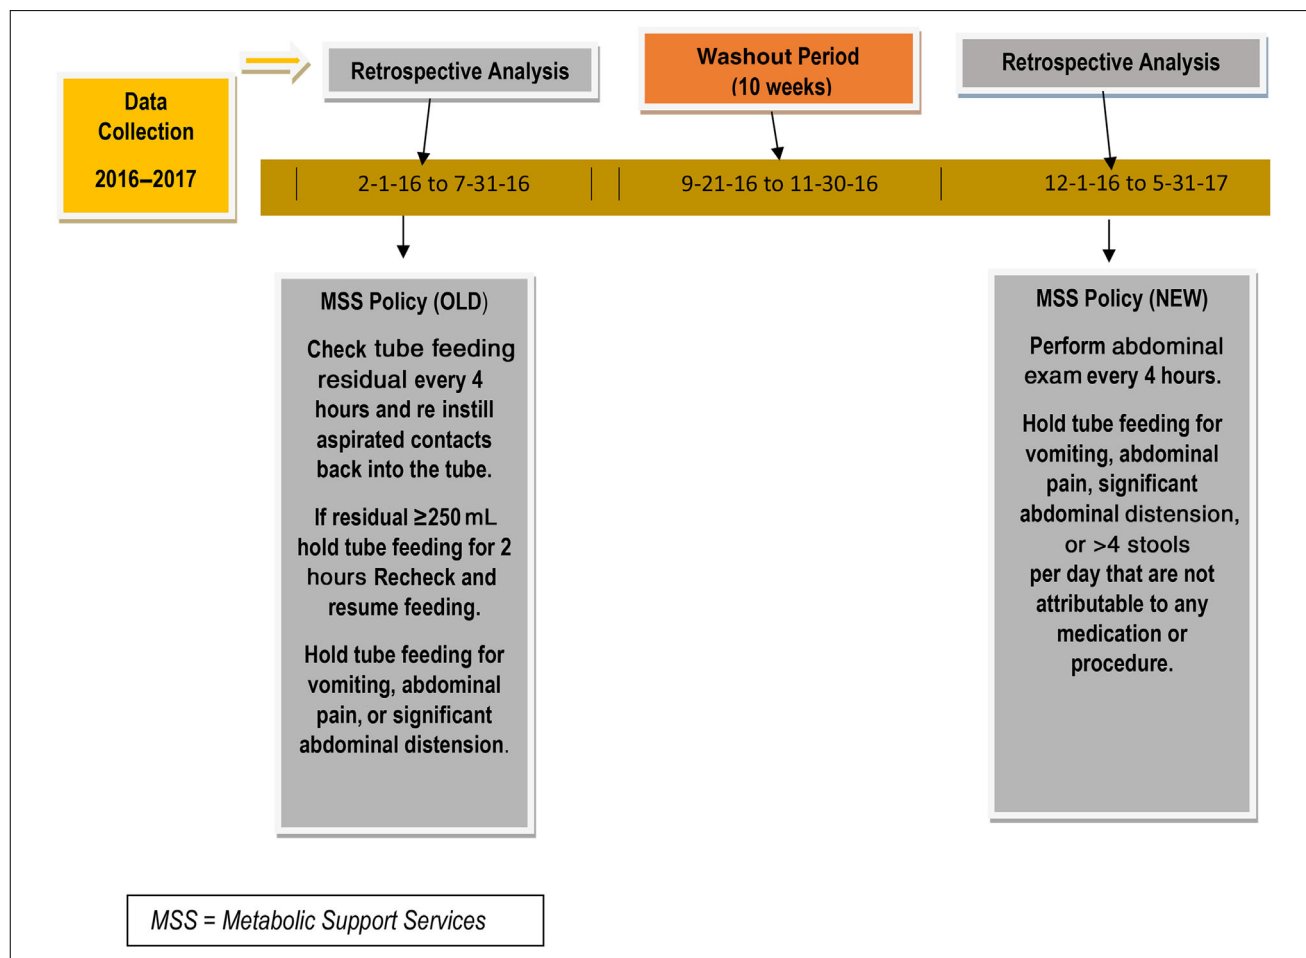 Data
Collection
2016–2017
Retrospective Analysis
Washout Period
(10 weeks)
Retrospective Analysis
2-1-16 to 7-31-16
9-21-16 to 11-30-16
12-1-16 to 5-31-17
MSS Policy (OLD)
Check tube feeding
residual every 4
hours and re instill
aspirated contacts
back into the tube.
If residual ≥250 mL
hold tube feeding for 2
hours Recheck and
resume feeding.
Hold tube feeding for
vomiting, abdominal
pain, or significant
abdominal distension.
MSS Policy (NEW)
Perform abdominal
exam every 4 hours.
Hold tube feeding for
vomiting, abdominal
pain, significant
abdominal distension,
or >4 stools
per day that are not
attributable to any
medication or
procedure.
MSS = Metabolic Support Services